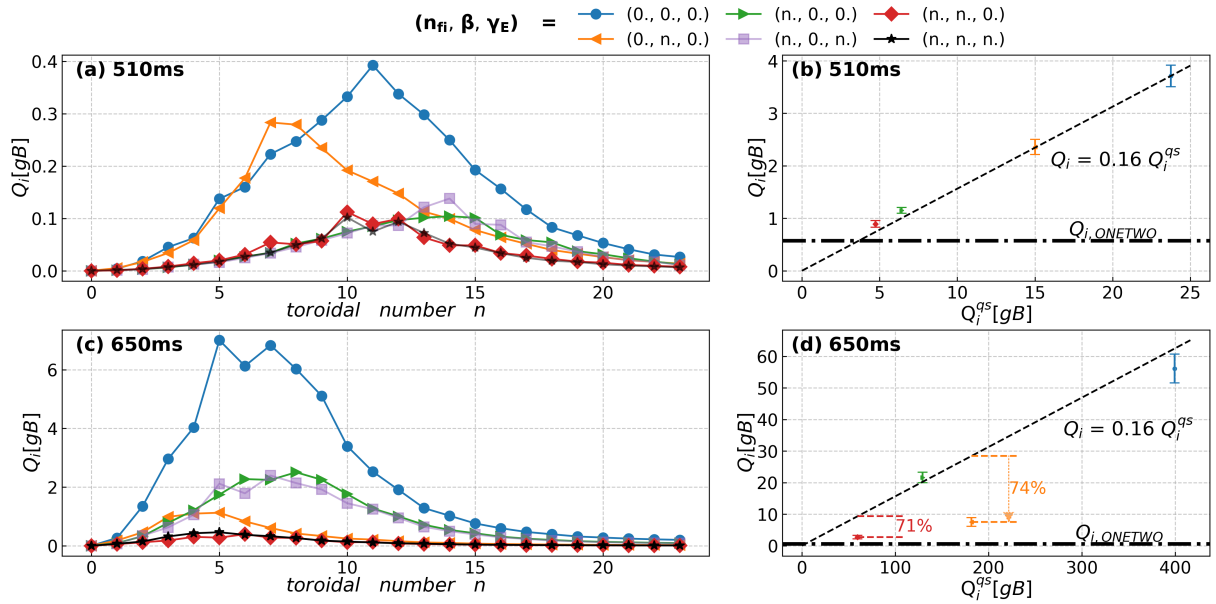 (n_fi, β, γ_E) = (0., 0., 0.) (n., 0., 0.) (n., n., 0.)
(0., n., 0.) (n., 0., n.) (n., n., n.)
(a) 510ms
0.4
0.3
0.2
0.1
0.0
Q_i[gB]
0 5 10 15 20
toroidal number n
(b) 510ms
4
3
2
1
0
Q_i[gB]
Q_i = 0.16 Q_i^qs
Q_i,ONETWO
0 5 10 15 20 25
Q_i^qs[gB]
(c) 650ms
6
4
2
0
Q_i[gB]
0 5 10 15 20
toroidal number n
(d) 650ms
60
50
40
30
20
10
0
Q_i[gB]
Q_i = 0.16 Q_i^qs
74%
71%
Q_i,ONETWO
0 100 200 300 400
Q_i^qs[gB]